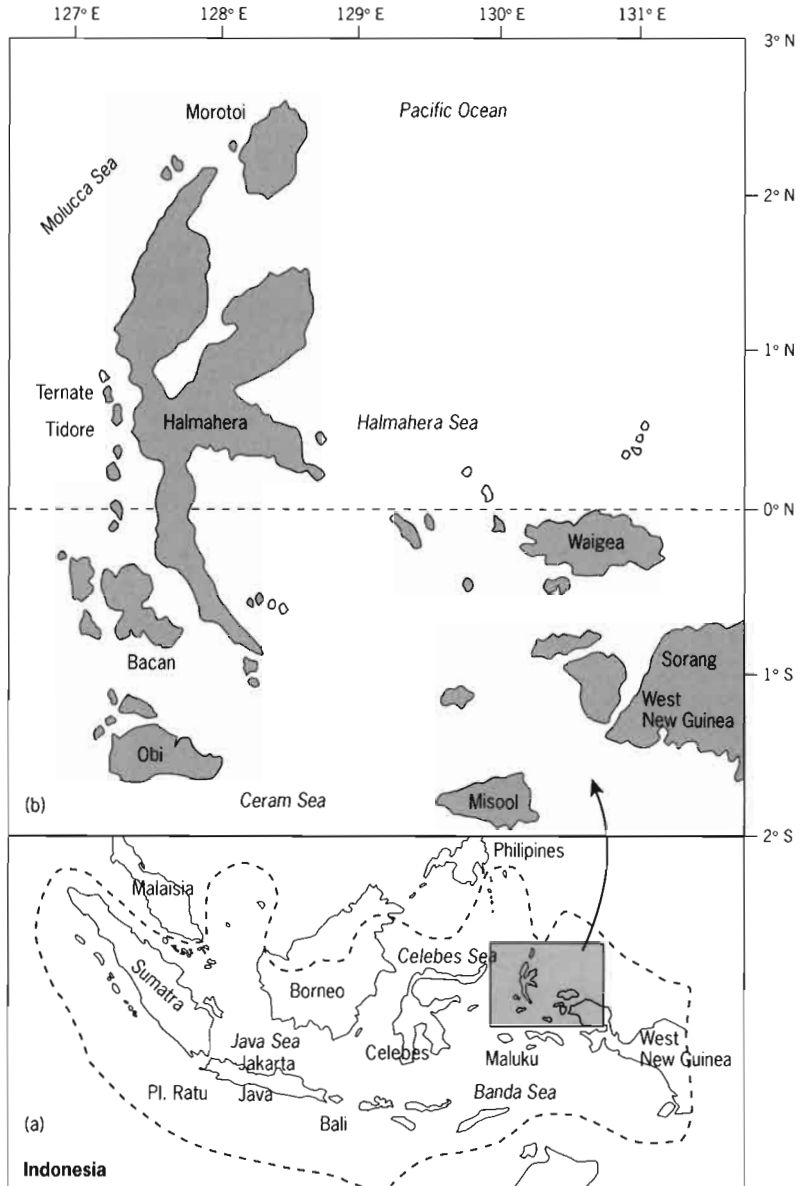 127° E 128° E 129° E 130° E 131° E
3° N
Morotoi
Pacific Ocean
Molucca Sea
2° N
1° N
Ternate
Tidore
Halmahera
Halmahera Sea
0° N
Waigea
Bacan
Sorang
1° S
West
New Guinea
Obi
Misool
(b)
Ceram Sea
2° S
Philipines
Malaisia
Celebes Sea
Sumatra
Borneo
Java Sea
Jakarta
Celebes
Maluku
West
New Guinea
Pl. Ratu
Java
Banda Sea
(a)
Bali
Indonesia